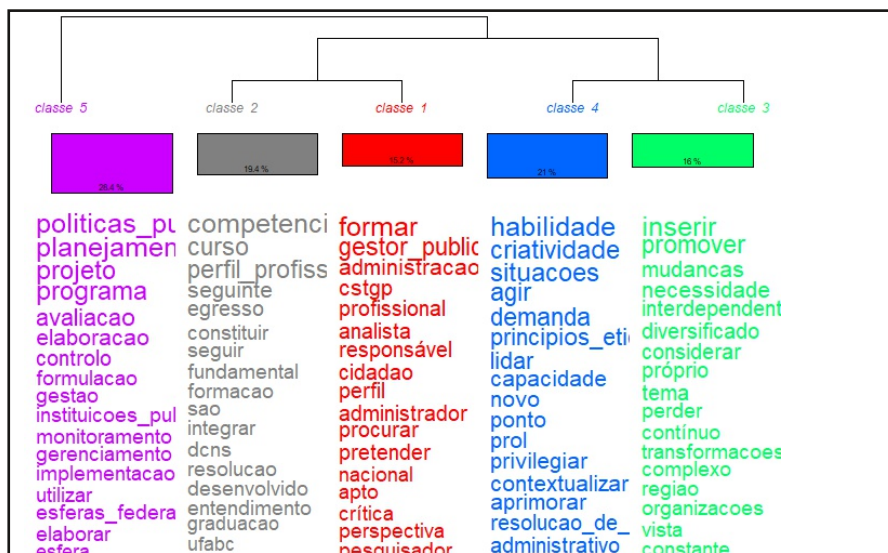 classe 5
classe 2
classe 1
classe 4
classe 3
28.4 %
19.4 %
15.2 %
21 %
16 %
politicas_pu
planejamen
projeto
programa
avaliacao
elaboracao
controlo
formulacao
gestao
instituicoes_pul
monitoramento
gerenciamento
implementacao
utilizar
esferas_federa
elaborar
esfera
competenci
curso
perfil_profiss
seguinte
egresso
constituir
seguir
fundamental
formacao
sao
integrar
dcns
resolucao
desenvolvido
entendimento
graduacao
ufabc
formar
gestor_public
administracao
cstgp
profissional
analista
responsável
cidadao
perfil
administrador
procurar
pretender
nacional
apto
crítica
perspectiva
pesquisador
habilidade
criatividade
situacoes
agir
demanda
principios_eti
lidar
capacidade
novo
ponto
prol
privilegiar
contextualizar
aprimorar
resolucao_de_
administrativo
inserir
promover
mudancas
necessidade
interdependent
diversificado
considerar
próprio
tema
perder
contínuo
transformacoes
complexo
regiao
organizacoes
vista
constante